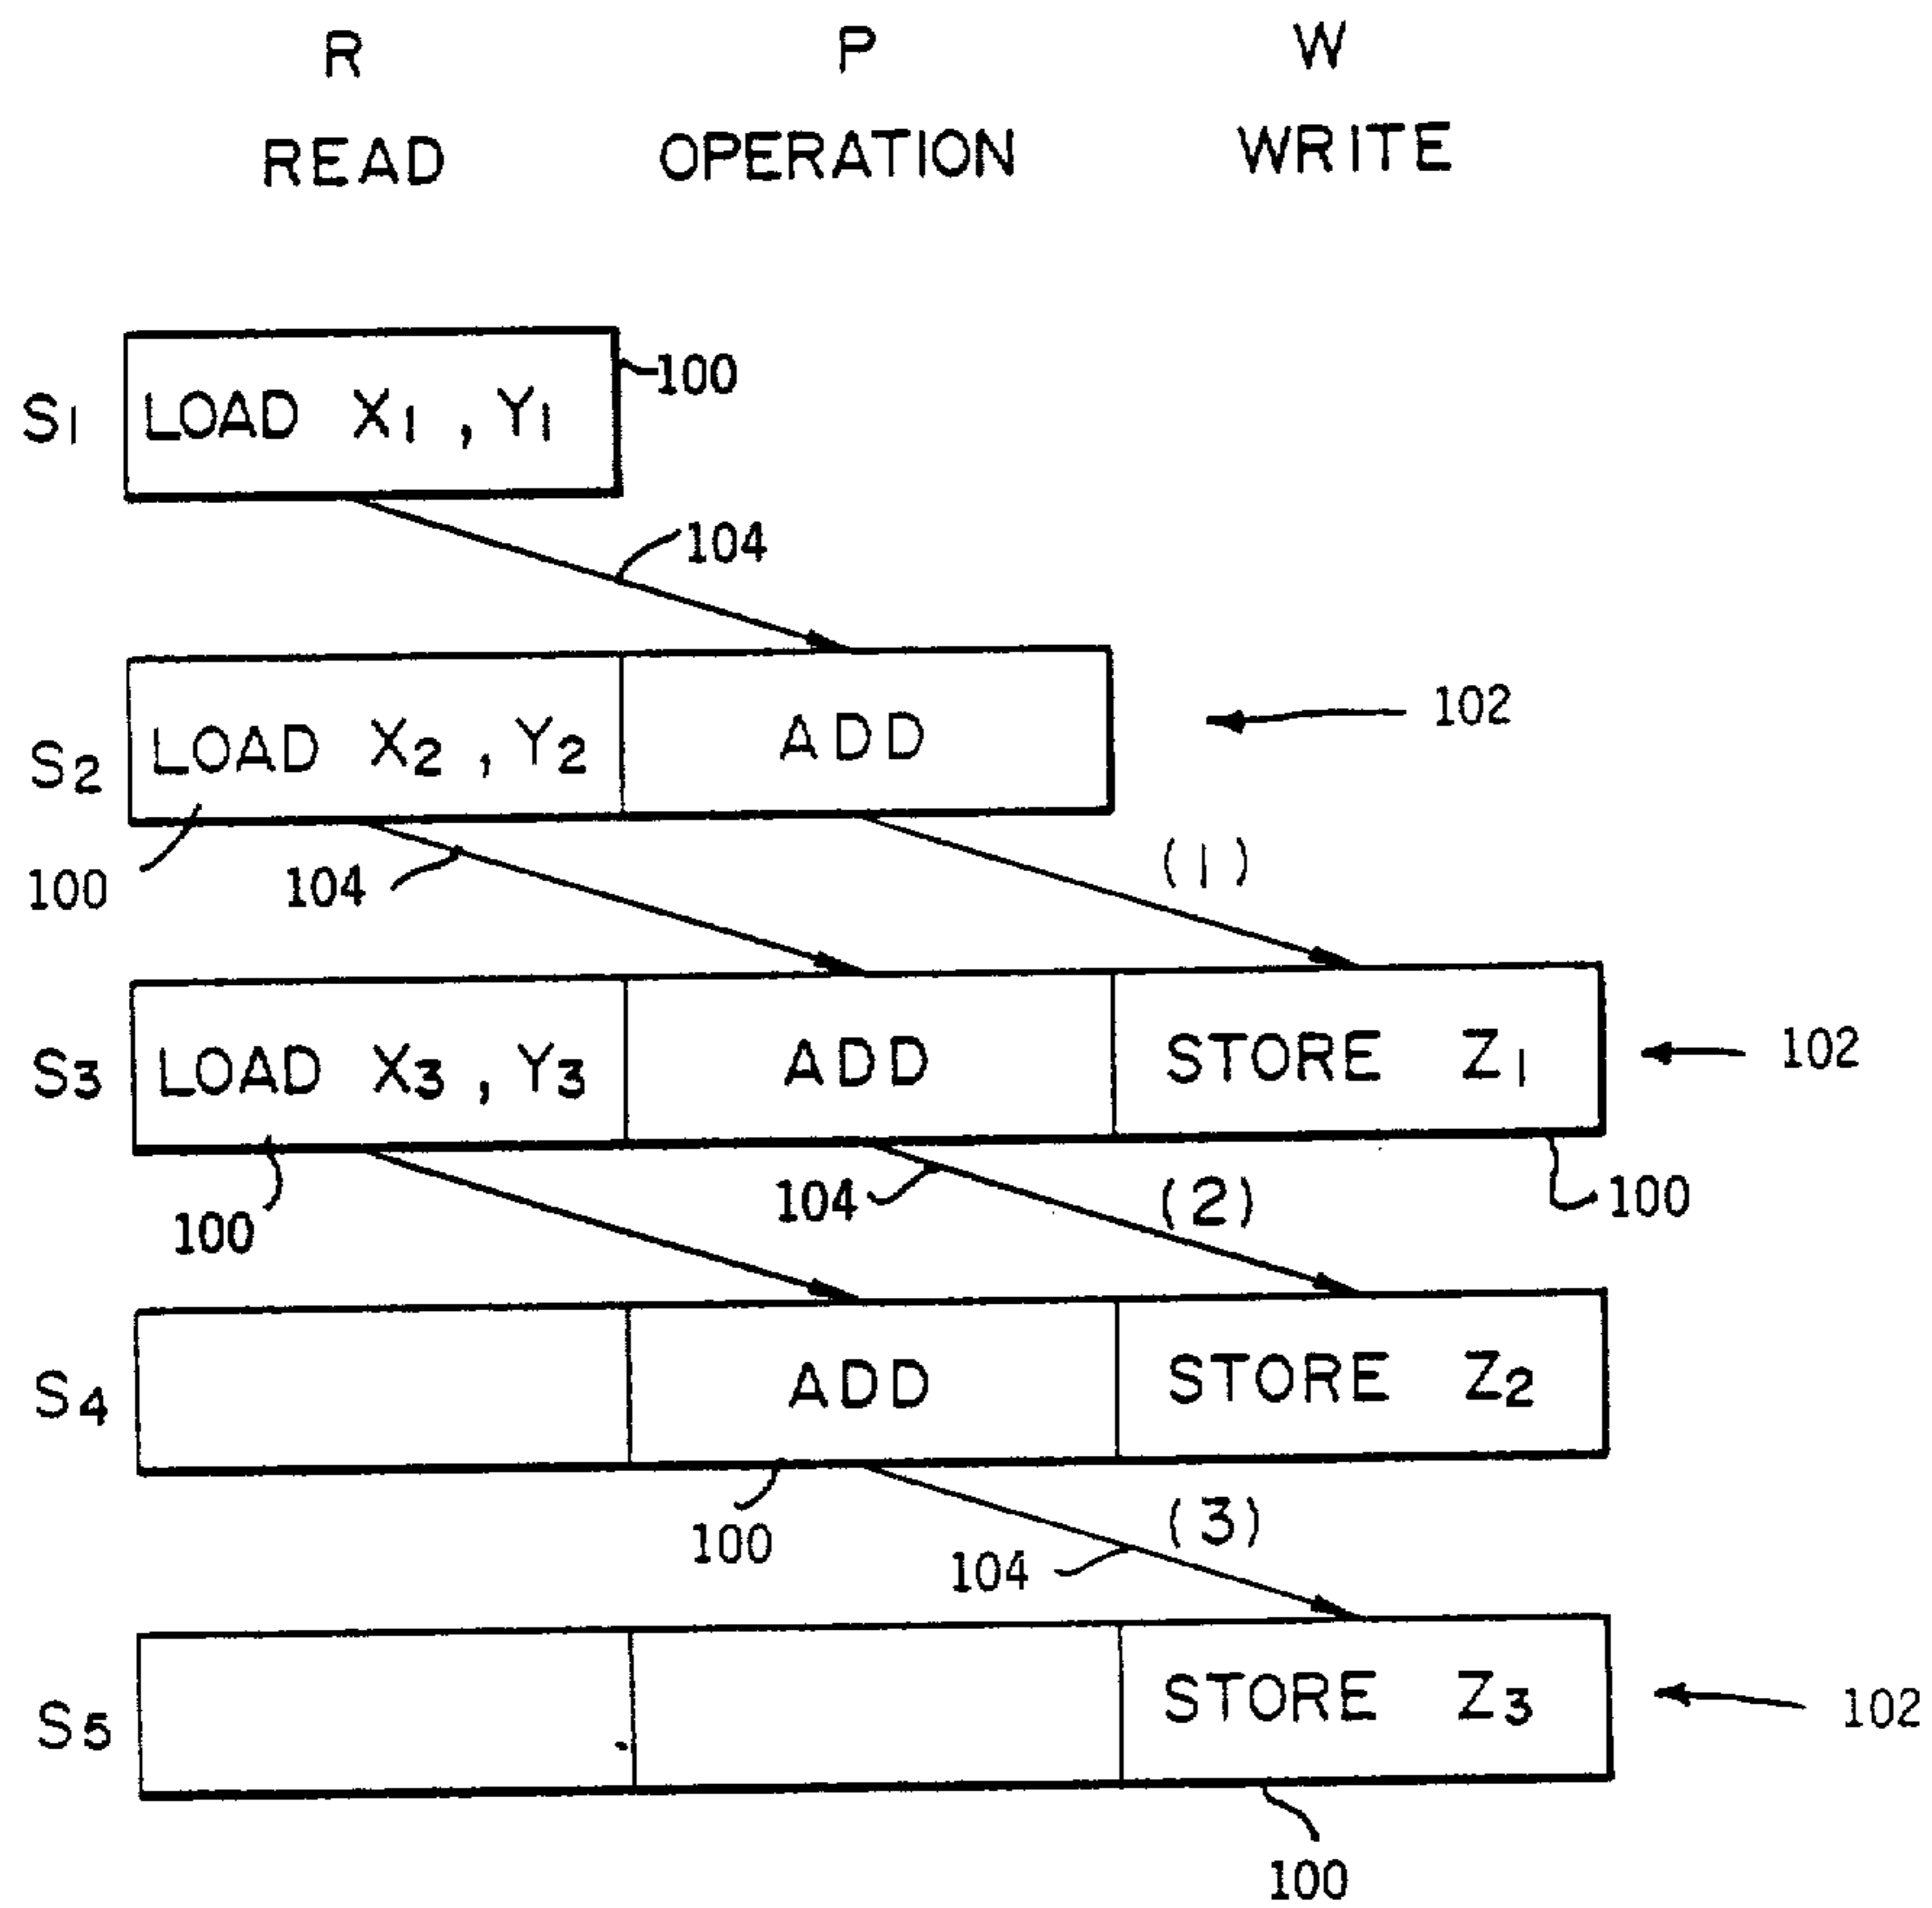 R P W
READ OPERATION WRITE
S1 LOAD X1 , Y1 100
104
S2 LOAD X2 , Y2 ADD 102
100 104 (1)
S3 LOAD X3 , Y3 ADD STORE Z1 102
100 104 (2) 100
S4 ADD STORE Z2
100 104 (3)
S5 STORE Z3 102
100